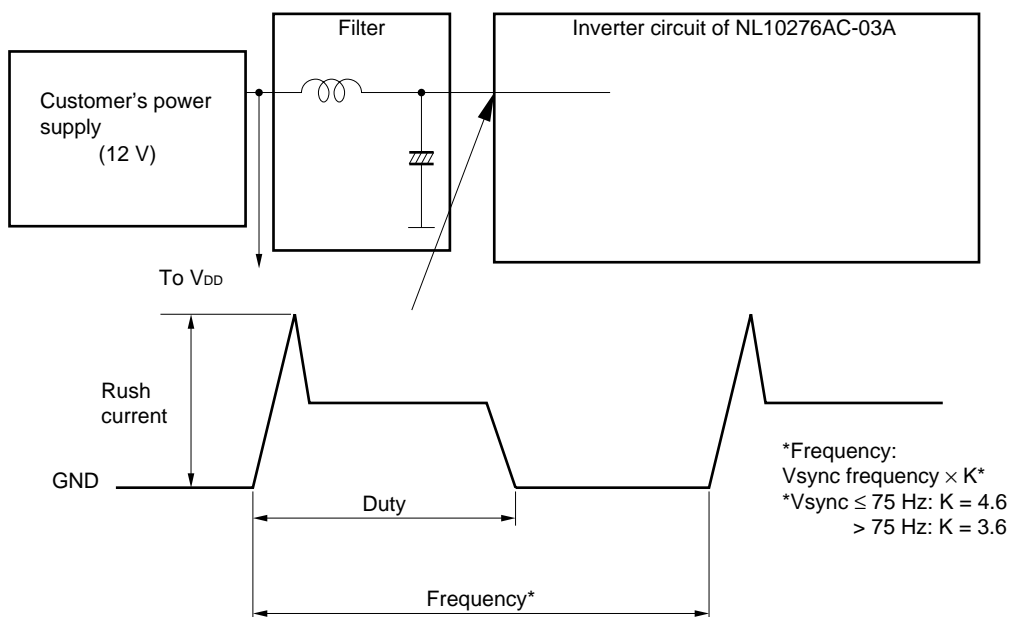 Filter
Inverter circuit of NL10276AC-03A
Customer's power
supply
(12 V)
To VDD
Rush
current
GND
Duty
Frequency*
*Frequency:
Vsync frequency × K*
*Vsync ≤ 75 Hz: K = 4.6
> 75 Hz: K = 3.6